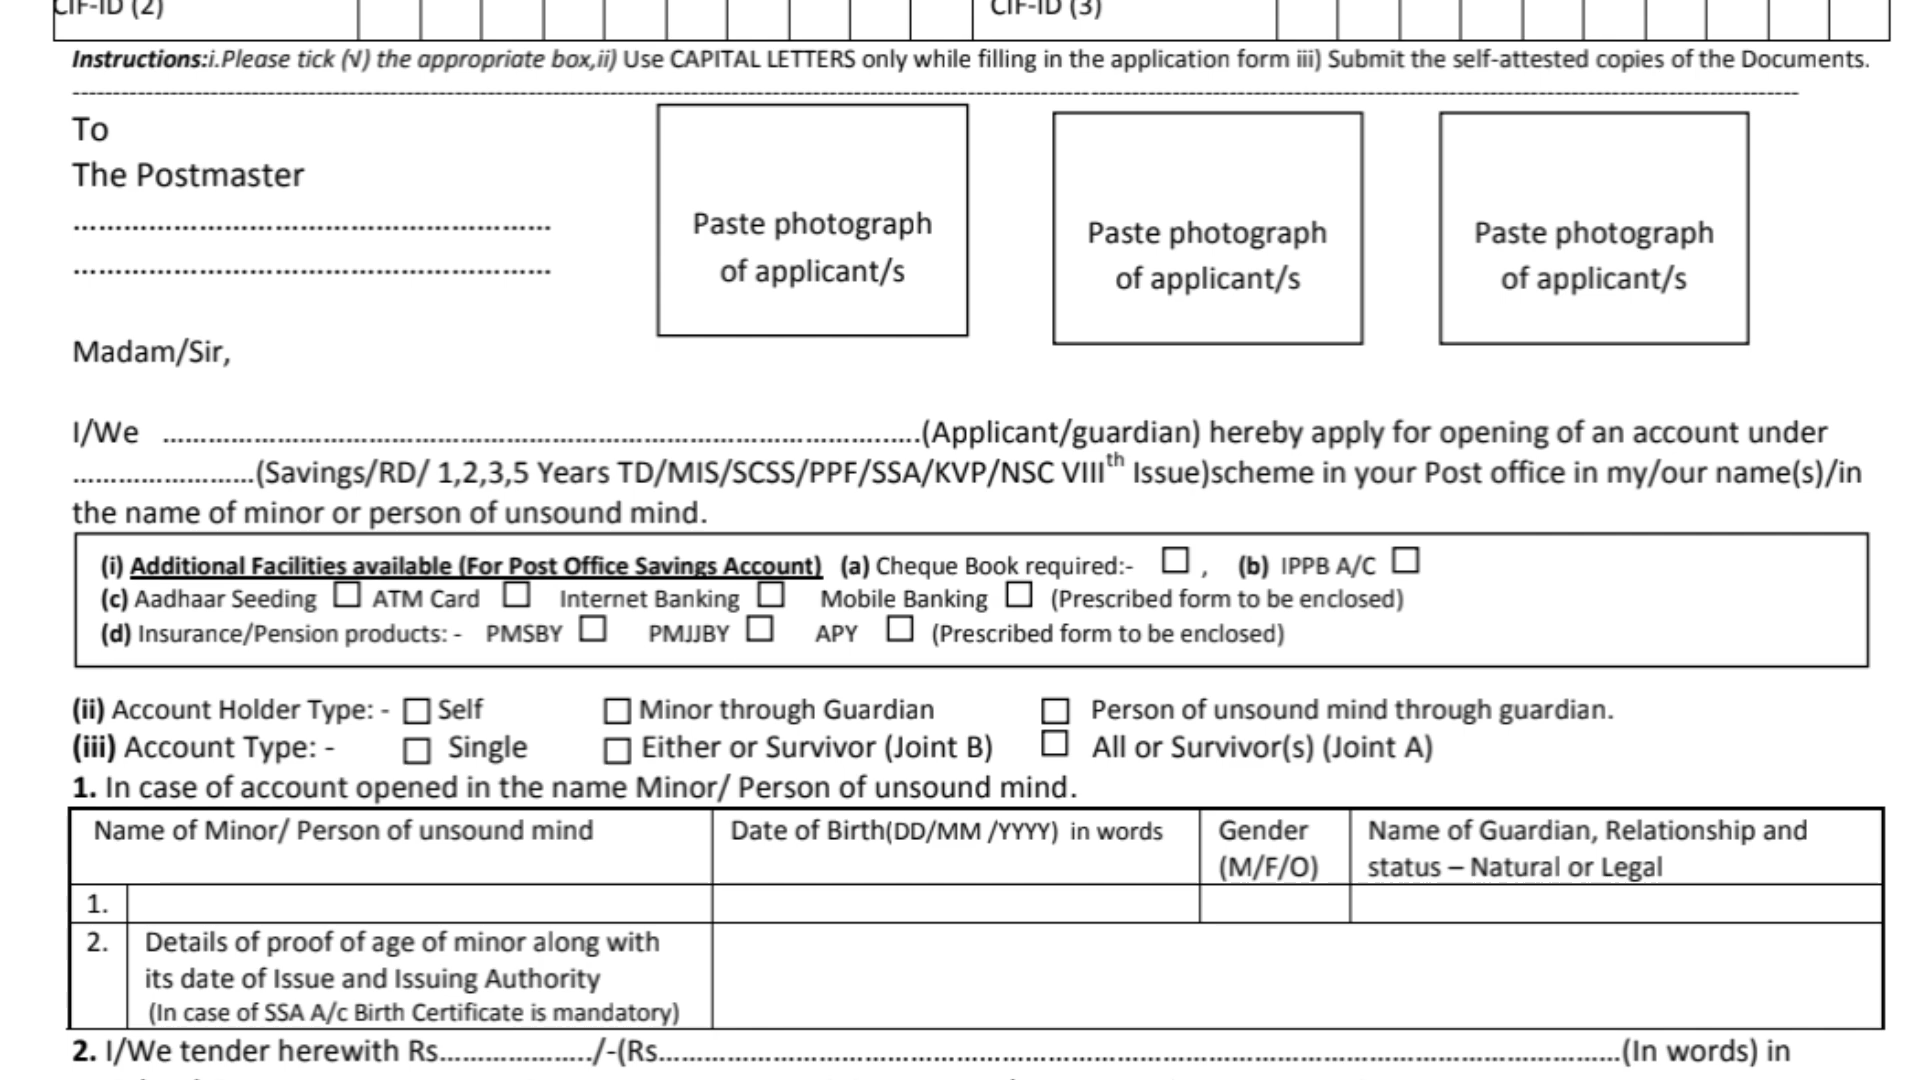 CIF-ID (2) CIF-ID (3)
Instructions:i.Please tick (√) the appropriate box,ii) Use CAPITAL LETTERS only while filling in the application form iii) Submit the self-attested copies of the Documents.
To
The Postmaster
Paste photograph of applicant/s
Paste photograph of applicant/s
Paste photograph of applicant/s
Madam/Sir,
I/We ……………………………………………………………………………….(Applicant/guardian) hereby apply for opening of an account under
…………………..(Savings/RD/ 1,2,3,5 Years TD/MIS/SCSS/PPF/SSA/KVP/NSC VIIIth Issue)scheme in your Post office in my/our name(s)/in
the name of minor or person of unsound mind.
(i) Additional Facilities available (For Post Office Savings Account) (a) Cheque Book required:- ☐ , (b) IPPB A/C ☐
(c) Aadhaar Seeding ☐ ATM Card ☐ Internet Banking ☐ Mobile Banking ☐ (Prescribed form to be enclosed)
(d) Insurance/Pension products: - PMSBY ☐ PMJJBY ☐ APY ☐ (Prescribed form to be enclosed)
(ii) Account Holder Type: - ☐ Self ☐ Minor through Guardian ☐ Person of unsound mind through guardian.
(iii) Account Type: - ☐ Single ☐ Either or Survivor (Joint B) ☐ All or Survivor(s) (Joint A)
1. In case of account opened in the name Minor/ Person of unsound mind.
Name of Minor/ Person of unsound mind
Date of Birth(DD/MM /YYYY) in words
Gender
(M/F/O)
Name of Guardian, Relationship and
status – Natural or Legal
1.
2. Details of proof of age of minor along with
its date of Issue and Issuing Authority
(In case of SSA A/c Birth Certificate is mandatory)
2. I/We tender herewith Rs………………../-(Rs……………………………………………………………………………………………….(In words) in